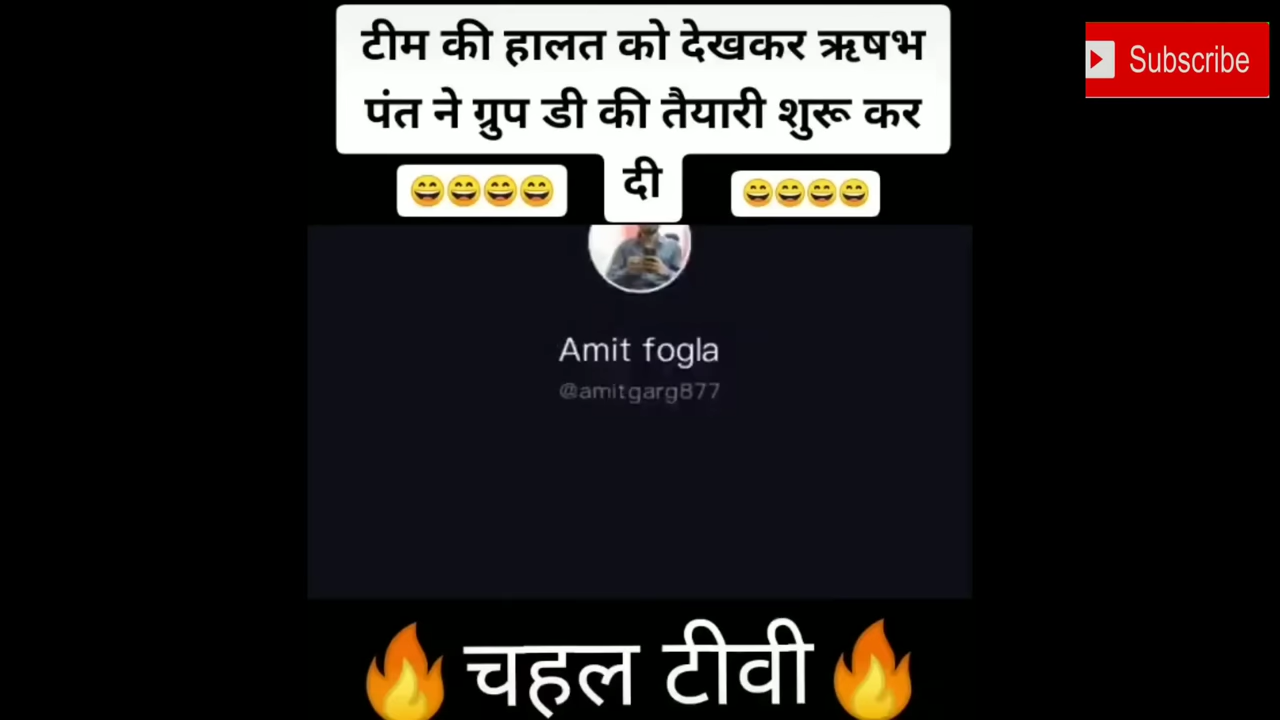 टीम की हालत को देखकर ऋषभ
पंत ने ग्रुप डी की तैयारी शुरू कर
दी
😄😄😄😄
😄😄😄😄
Subscribe
Amit fogla
@amitgarg877
🔥चहल टीवी🔥